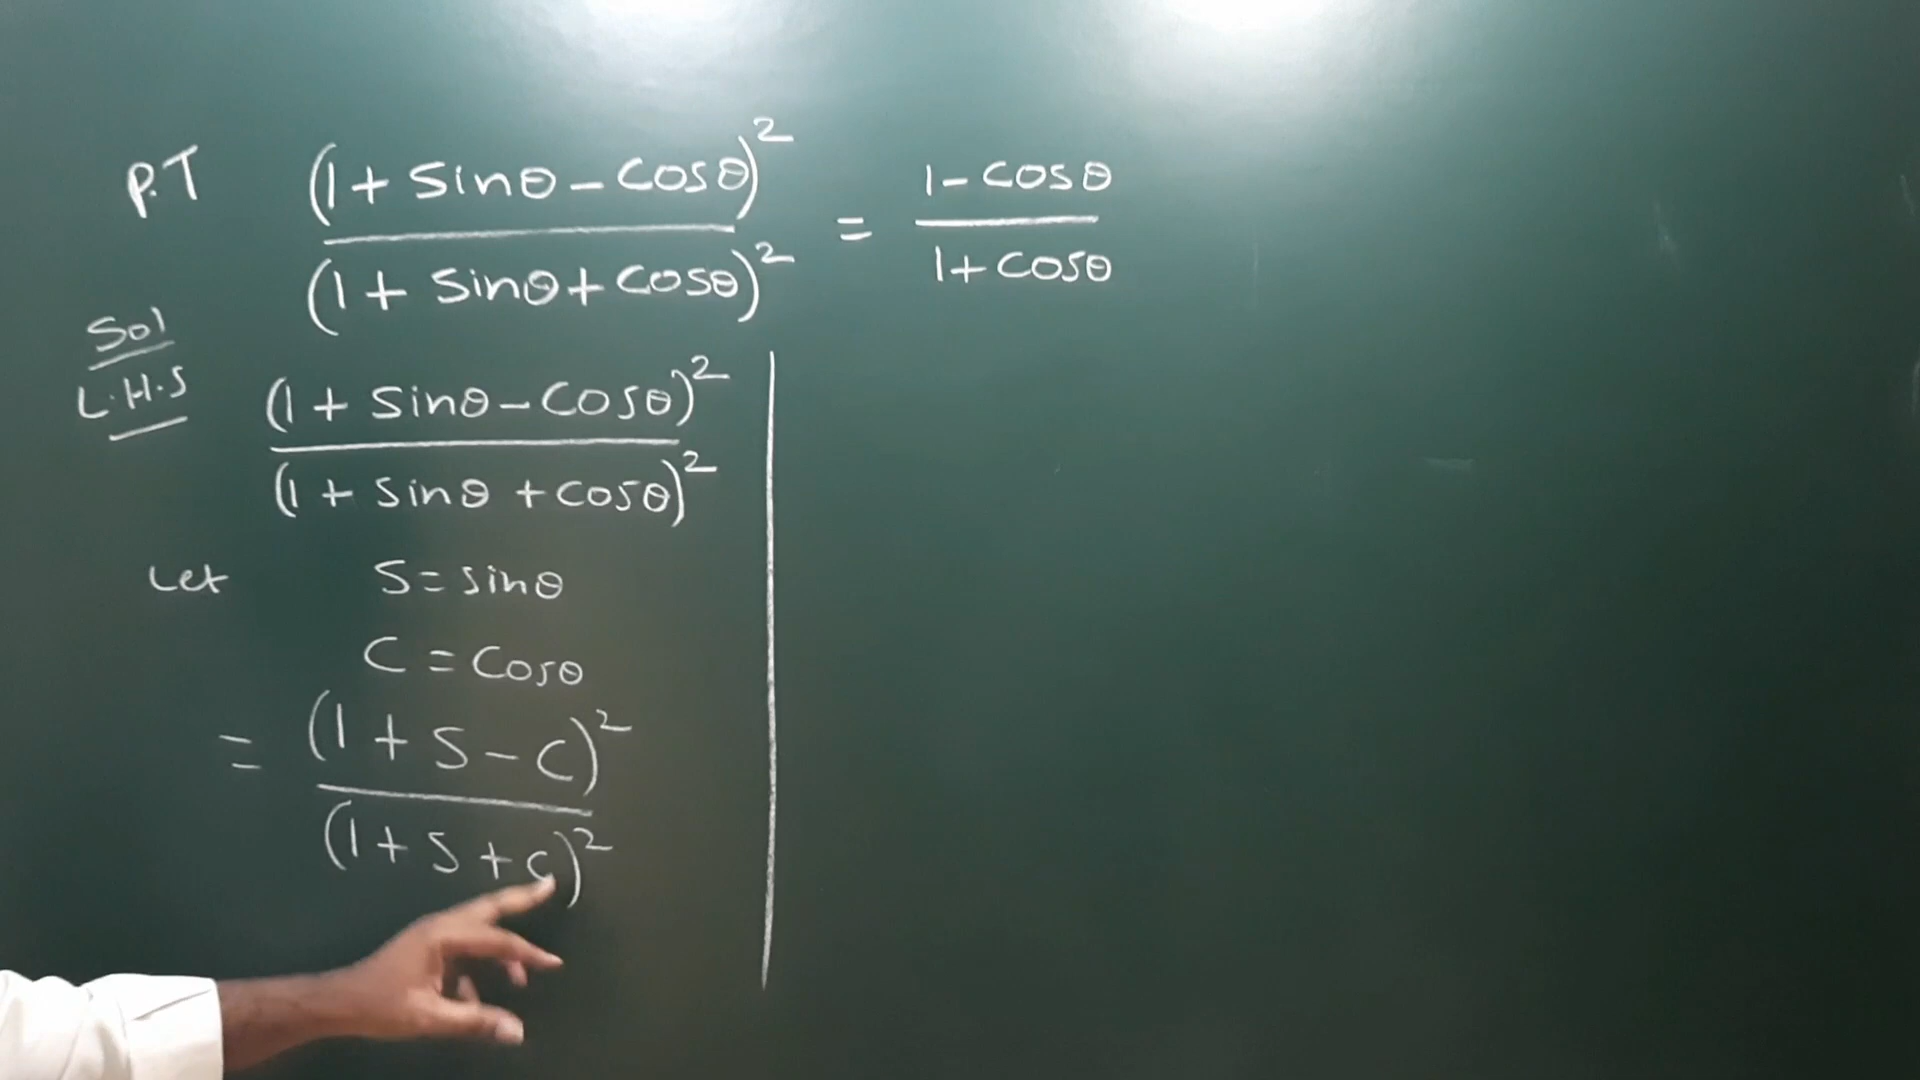 P.T (1 + sinθ - cosθ)² / (1 + sinθ + cosθ)² = 1 - cosθ / 1 + cosθ
Sol
L.H.S (1 + sinθ - cosθ)² / (1 + sinθ + cosθ)²
Let S = sinθ
C = cosθ
= (1 + S - C)² / (1 + S + C)²